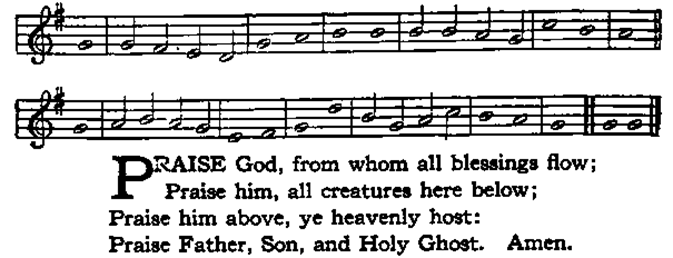 PRAISE God, from whom all blessings flow;
Praise him, all creatures here below;
Praise him above, ye heavenly host:
Praise Father, Son, and Holy Ghost. Amen.